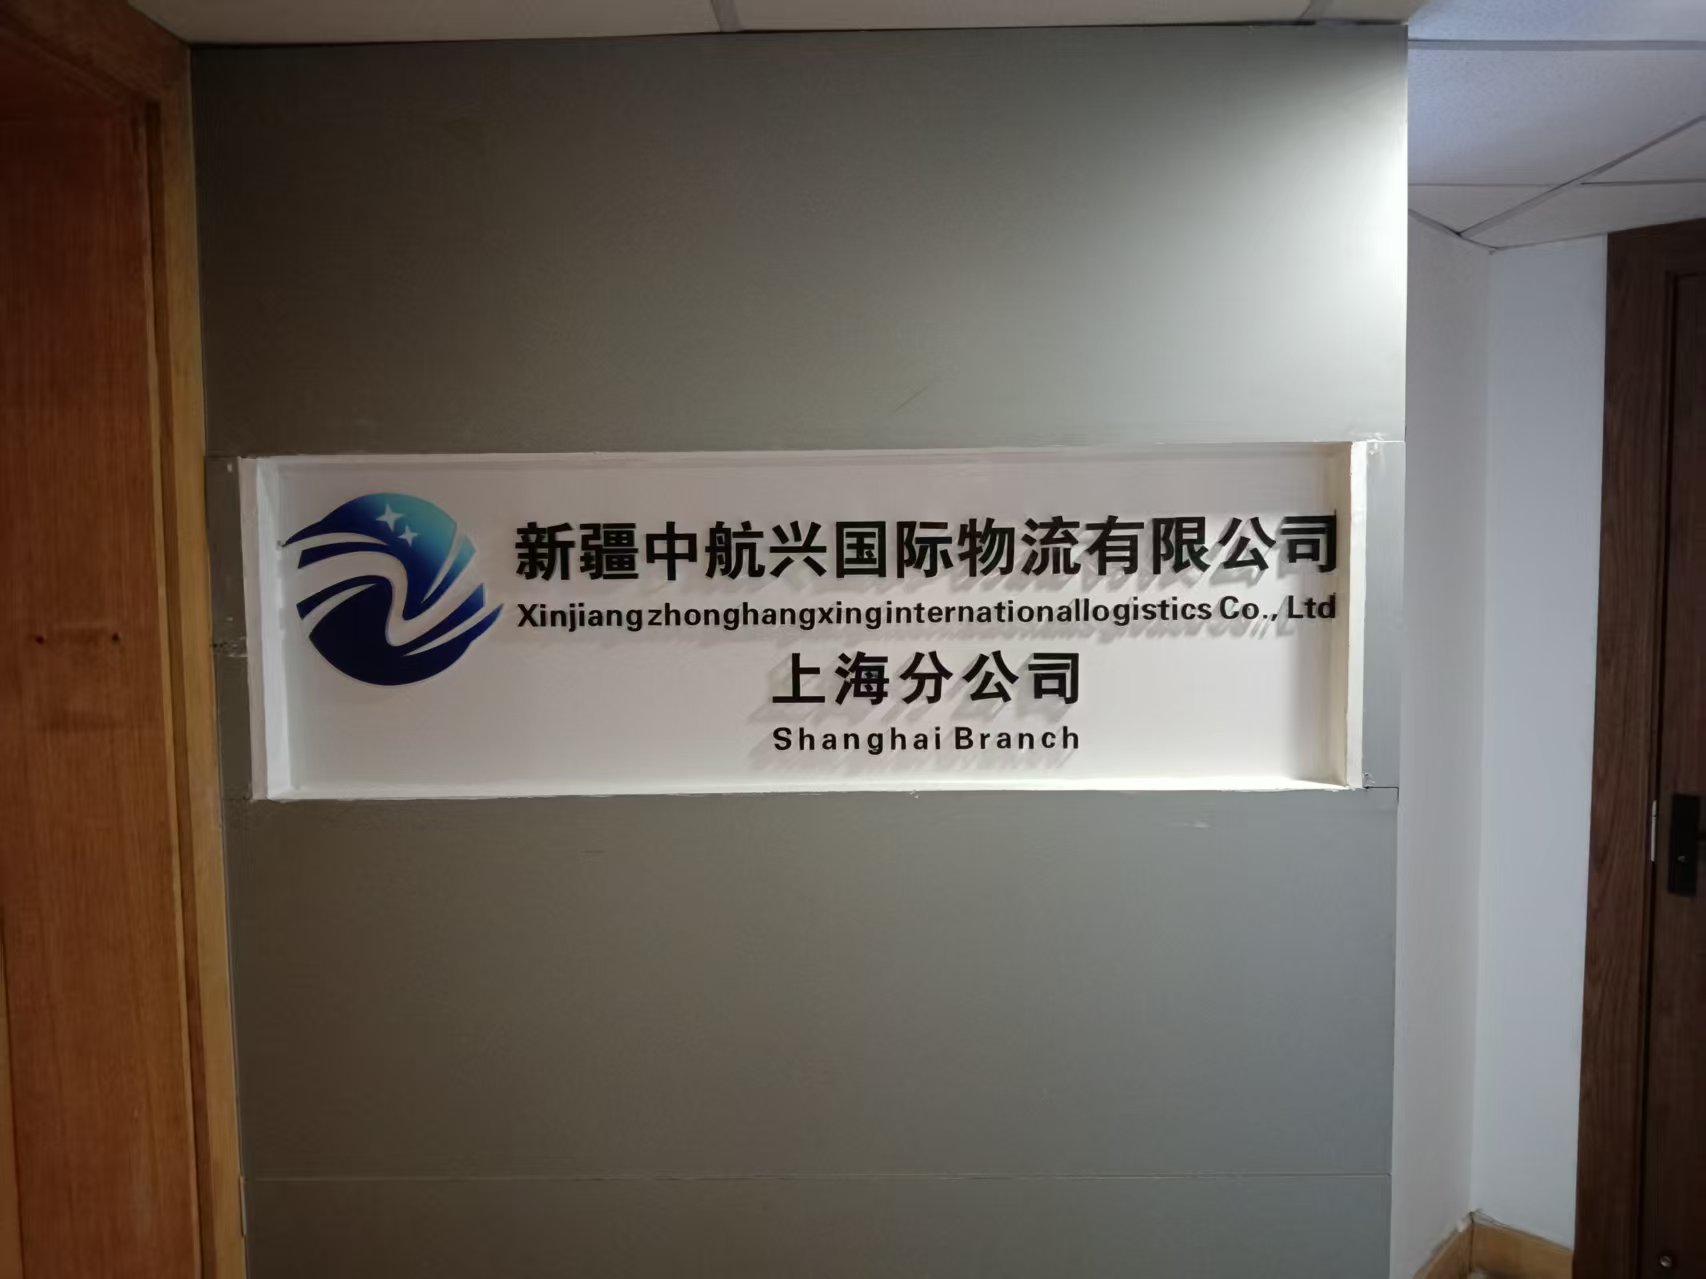 新疆中航兴国际物流有限公司
Xinjiangzhonghangxinginternationallogistics Co., Ltd
上海分公司
Shanghai Branch